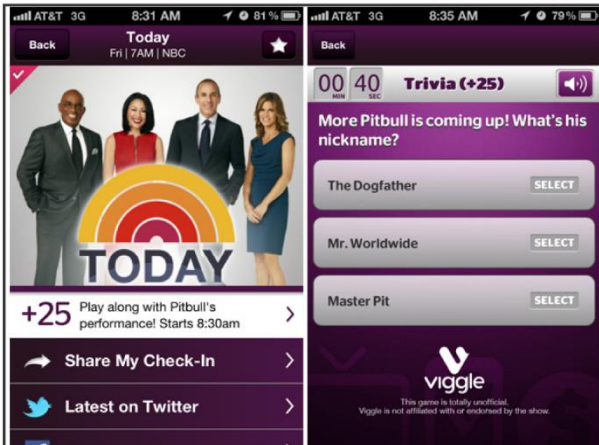 AT&T 3G 8:31 AM 81%
Back
Today
Fri | 7AM | NBC
TODAY
+25
Play along with Pitbull's
performance! Starts 8:30am
Share My Check-In
Latest on Twitter
AT&T 3G 8:35 AM 79%
Back
00 MIN 40 SEC Trivia (+25)
More Pitbull is coming up! What's his
nickname?
The Dogfather SELECT
Mr. Worldwide SELECT
Master Pit SELECT
viggle
This game is totally unofficial.
Viggle is not affiliated with or endorsed by the show.